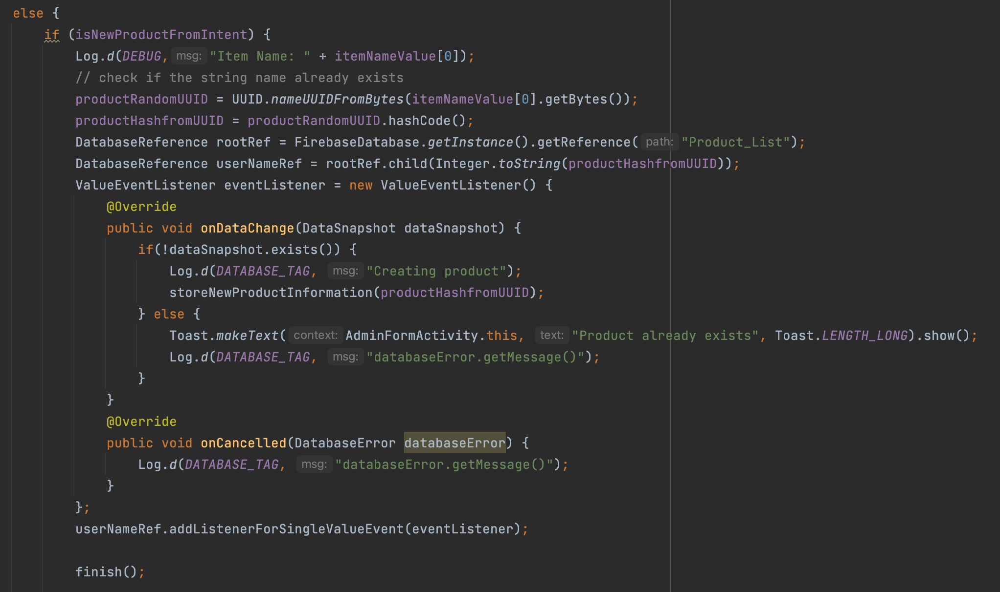 else {
if (isNewProductFromIntent) {
Log.d(DEBUG, msg: "Item Name: " + itemNameValue[0]);
// check if the string name already exists
productRandomUUID = UUID.nameUUIDFromBytes(itemNameValue[0].getBytes());
productHashfromUUID = productRandomUUID.hashCode();
DatabaseReference rootRef = FirebaseDatabase.getInstance().getReference( path: "Product_List");
DatabaseReference userNameRef = rootRef.child(Integer.toString(productHashfromUUID));
ValueEventListener eventListener = new ValueEventListener() {
@Override
public void onDataChange(DataSnapshot dataSnapshot) {
if(!dataSnapshot.exists()) {
Log.d(DATABASE_TAG, msg: "Creating product");
storeNewProductInformation(productHashfromUUID);
} else {
Toast.makeText( context: AdminFormActivity.this, text: "Product already exists", Toast.LENGTH_LONG).show();
Log.d(DATABASE_TAG, msg: "databaseError.getMessage()");
}
}
@Override
public void onCancelled(DatabaseError databaseError) {
Log.d(DATABASE_TAG, msg: "databaseError.getMessage()");
}
};
userNameRef.addListenerForSingleValueEvent(eventListener);
finish();